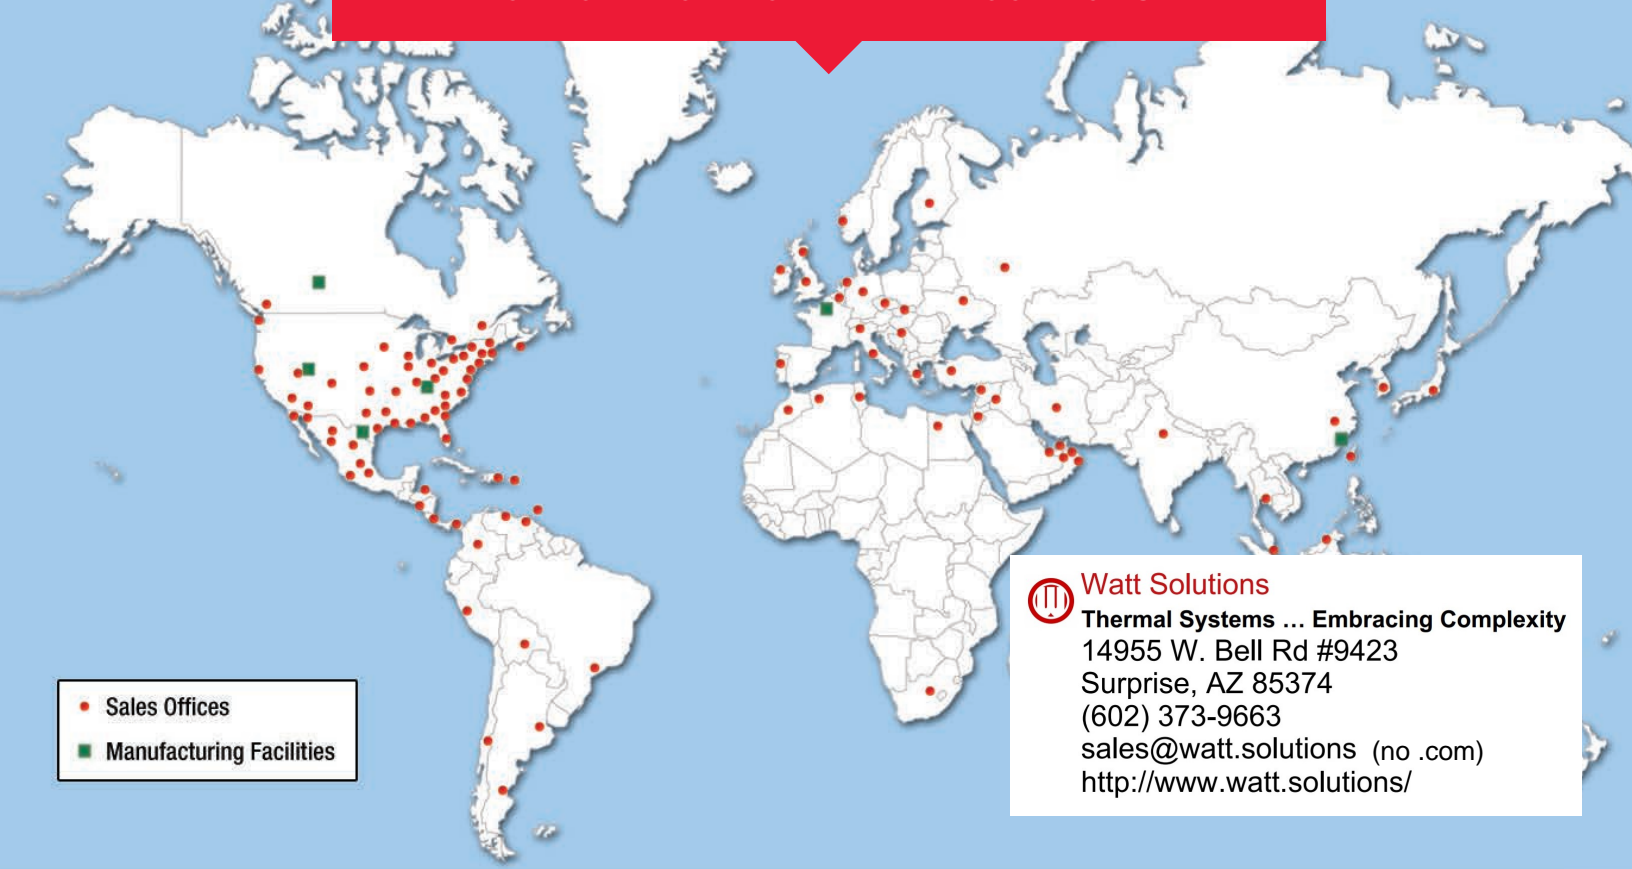 Sales Offices
Manufacturing Facilities
Watt Solutions
Thermal Systems ... Embracing Complexity
14955 W. Bell Rd #9423
Surprise, AZ 85374
(602) 373-9663
sales@watt.solutions (no .com)
http://www.watt.solutions/